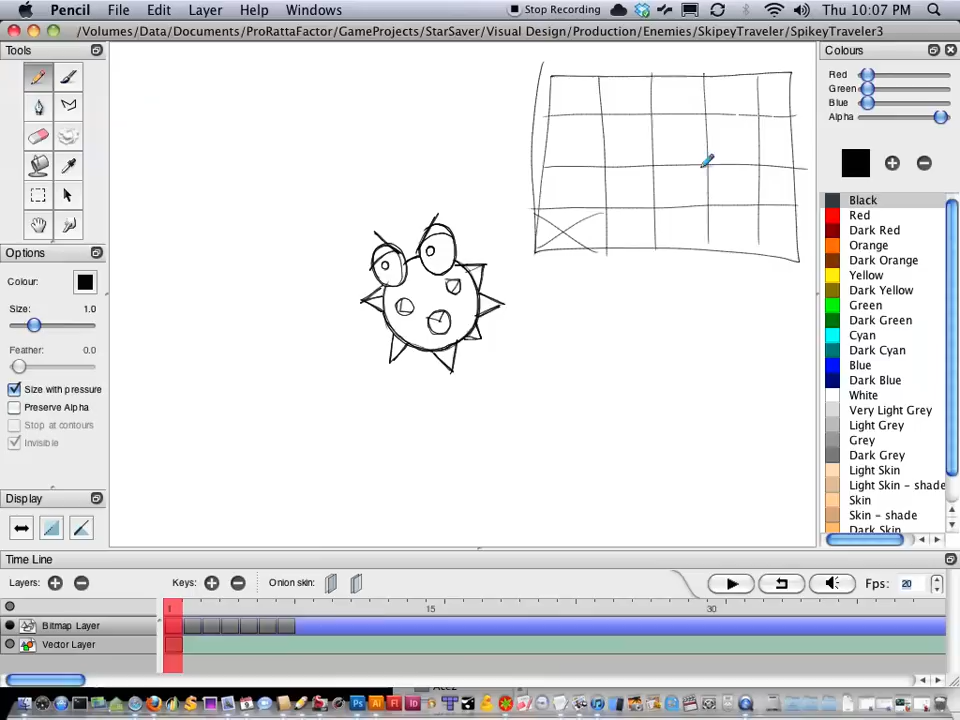 Pencil File Edit Layer Help Windows Stop Recording Thu 10:07 PM
/Volumes/Data/Documents/ProRattaFactor/GameProjects/StarSaver/Visual Design/Production/Enemies/SkipeyTraveler/SpikeyTraveler3
Tools
Options
Colour:
Size: 1.0
Feather: 0.0
Size with pressure
Preserve Alpha
Stop at contours
Invisible
Display
Colours
Red
Green
Blue
Alpha
Black
Red
Dark Red
Orange
Dark Orange
Yellow
Dark Yellow
Green
Dark Green
Cyan
Dark Cyan
Blue
Dark Blue
White
Very Light Grey
Light Grey
Grey
Dark Grey
Light Skin
Light Skin - shade
Skin
Skin - shade
Dark Skin
Time Line
Layers: Keys: Onion skin: Fps: 20
1 15 30
Bitmap Layer
Vector Layer